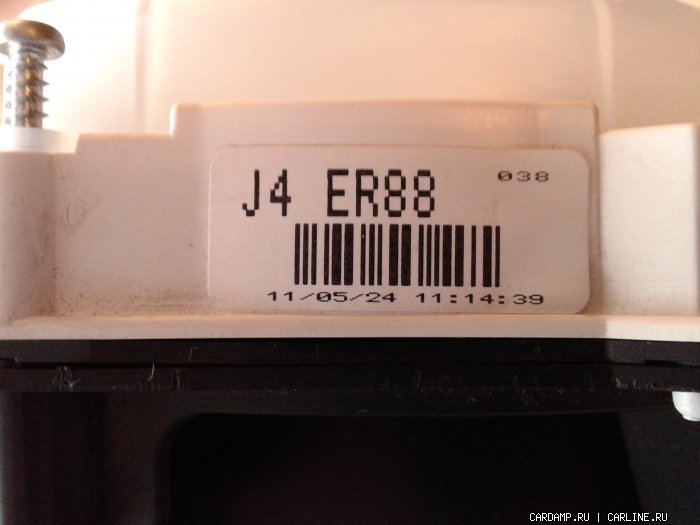 J4 ER88 038
11/05/24 11:14:39
CARDAMP.RU | CARLINE.RU